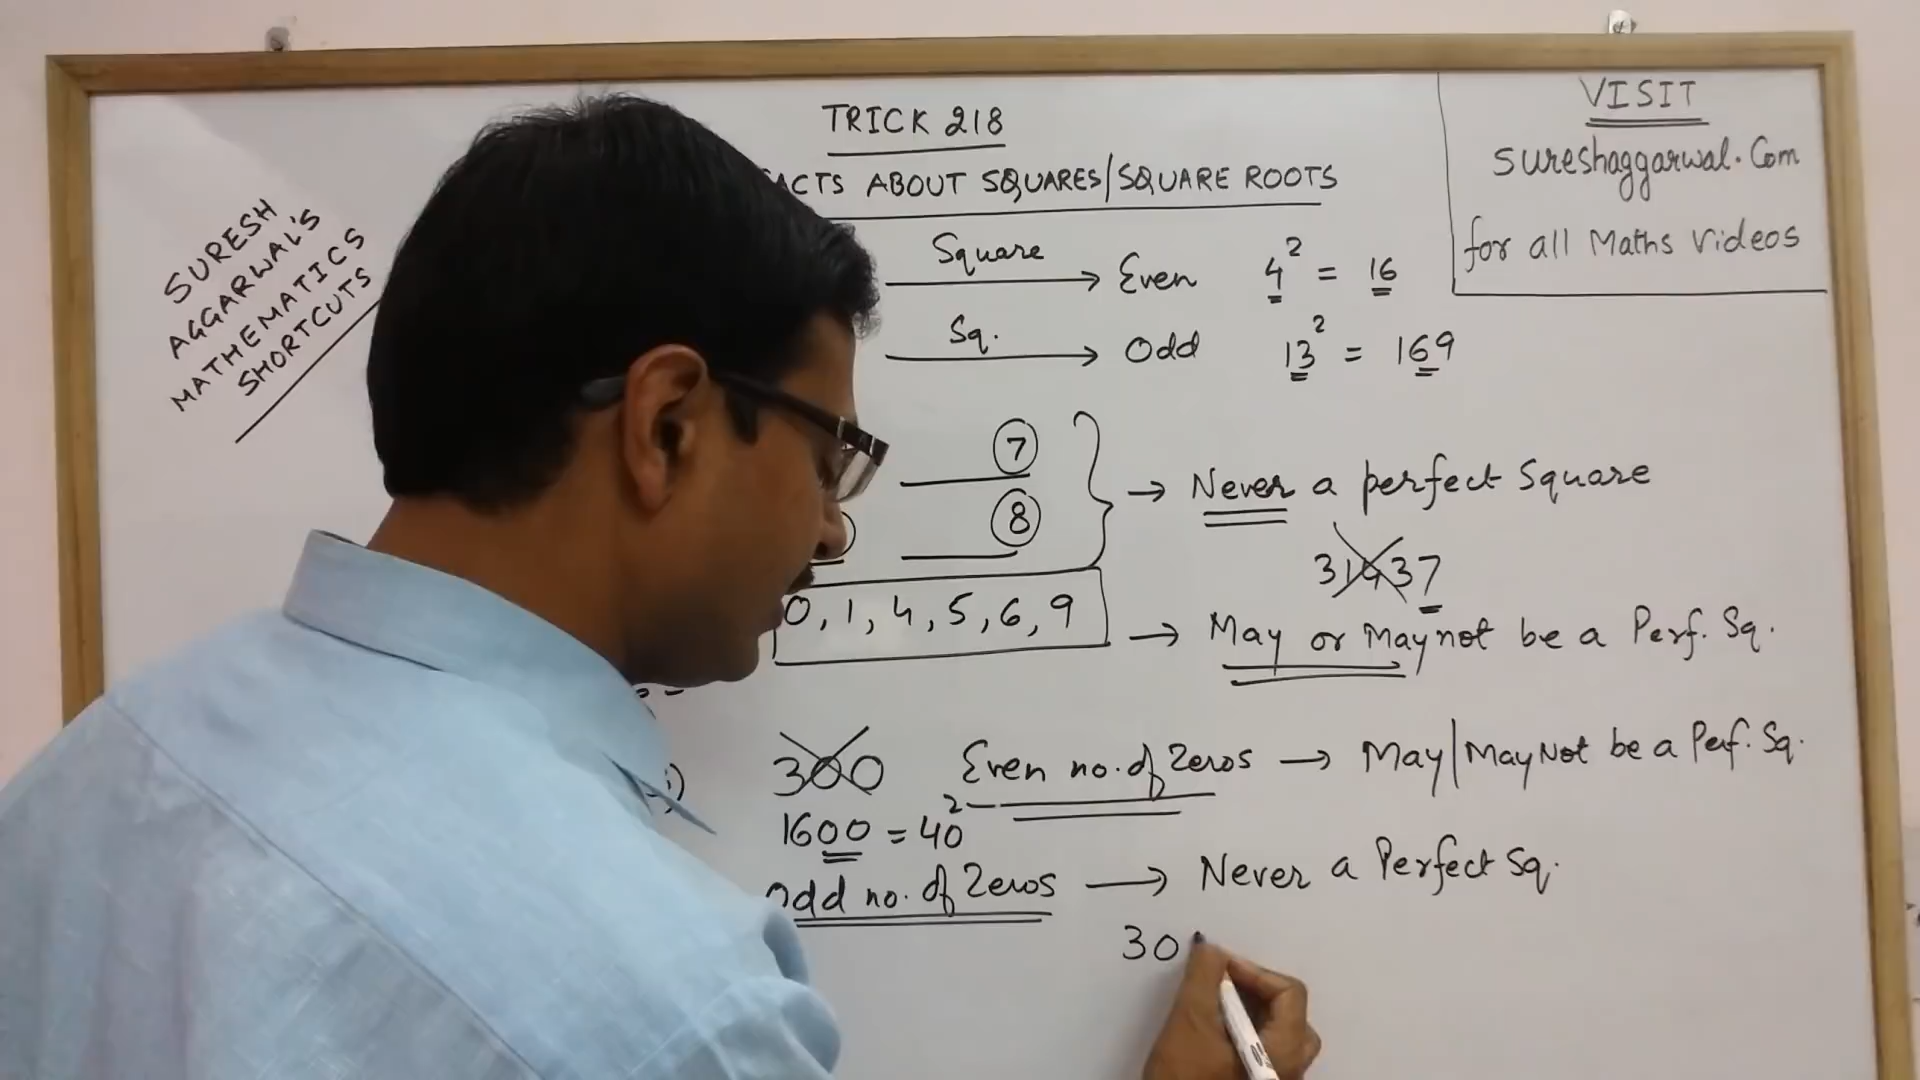 TRICK 218
FACTS ABOUT SQUARES/SQUARE ROOTS
VISIT
sureshaggarwal.Com
for all Maths Videos
SURESH
AGGARWAL'S
MATHEMATICS
SHORTCUTS
Square → Even 4² = 16
Sq. → Odd 13² = 169
7
8
→ Never a perfect Square
31437
0, 1, 4, 5, 6, 9 → May or May not be a Perf. Sq.
300 Even no. of Zeros → May/May Not be a Perf. Sq.
1600 = 40²
Odd no. of Zeros → Never a Perfect Sq.
30